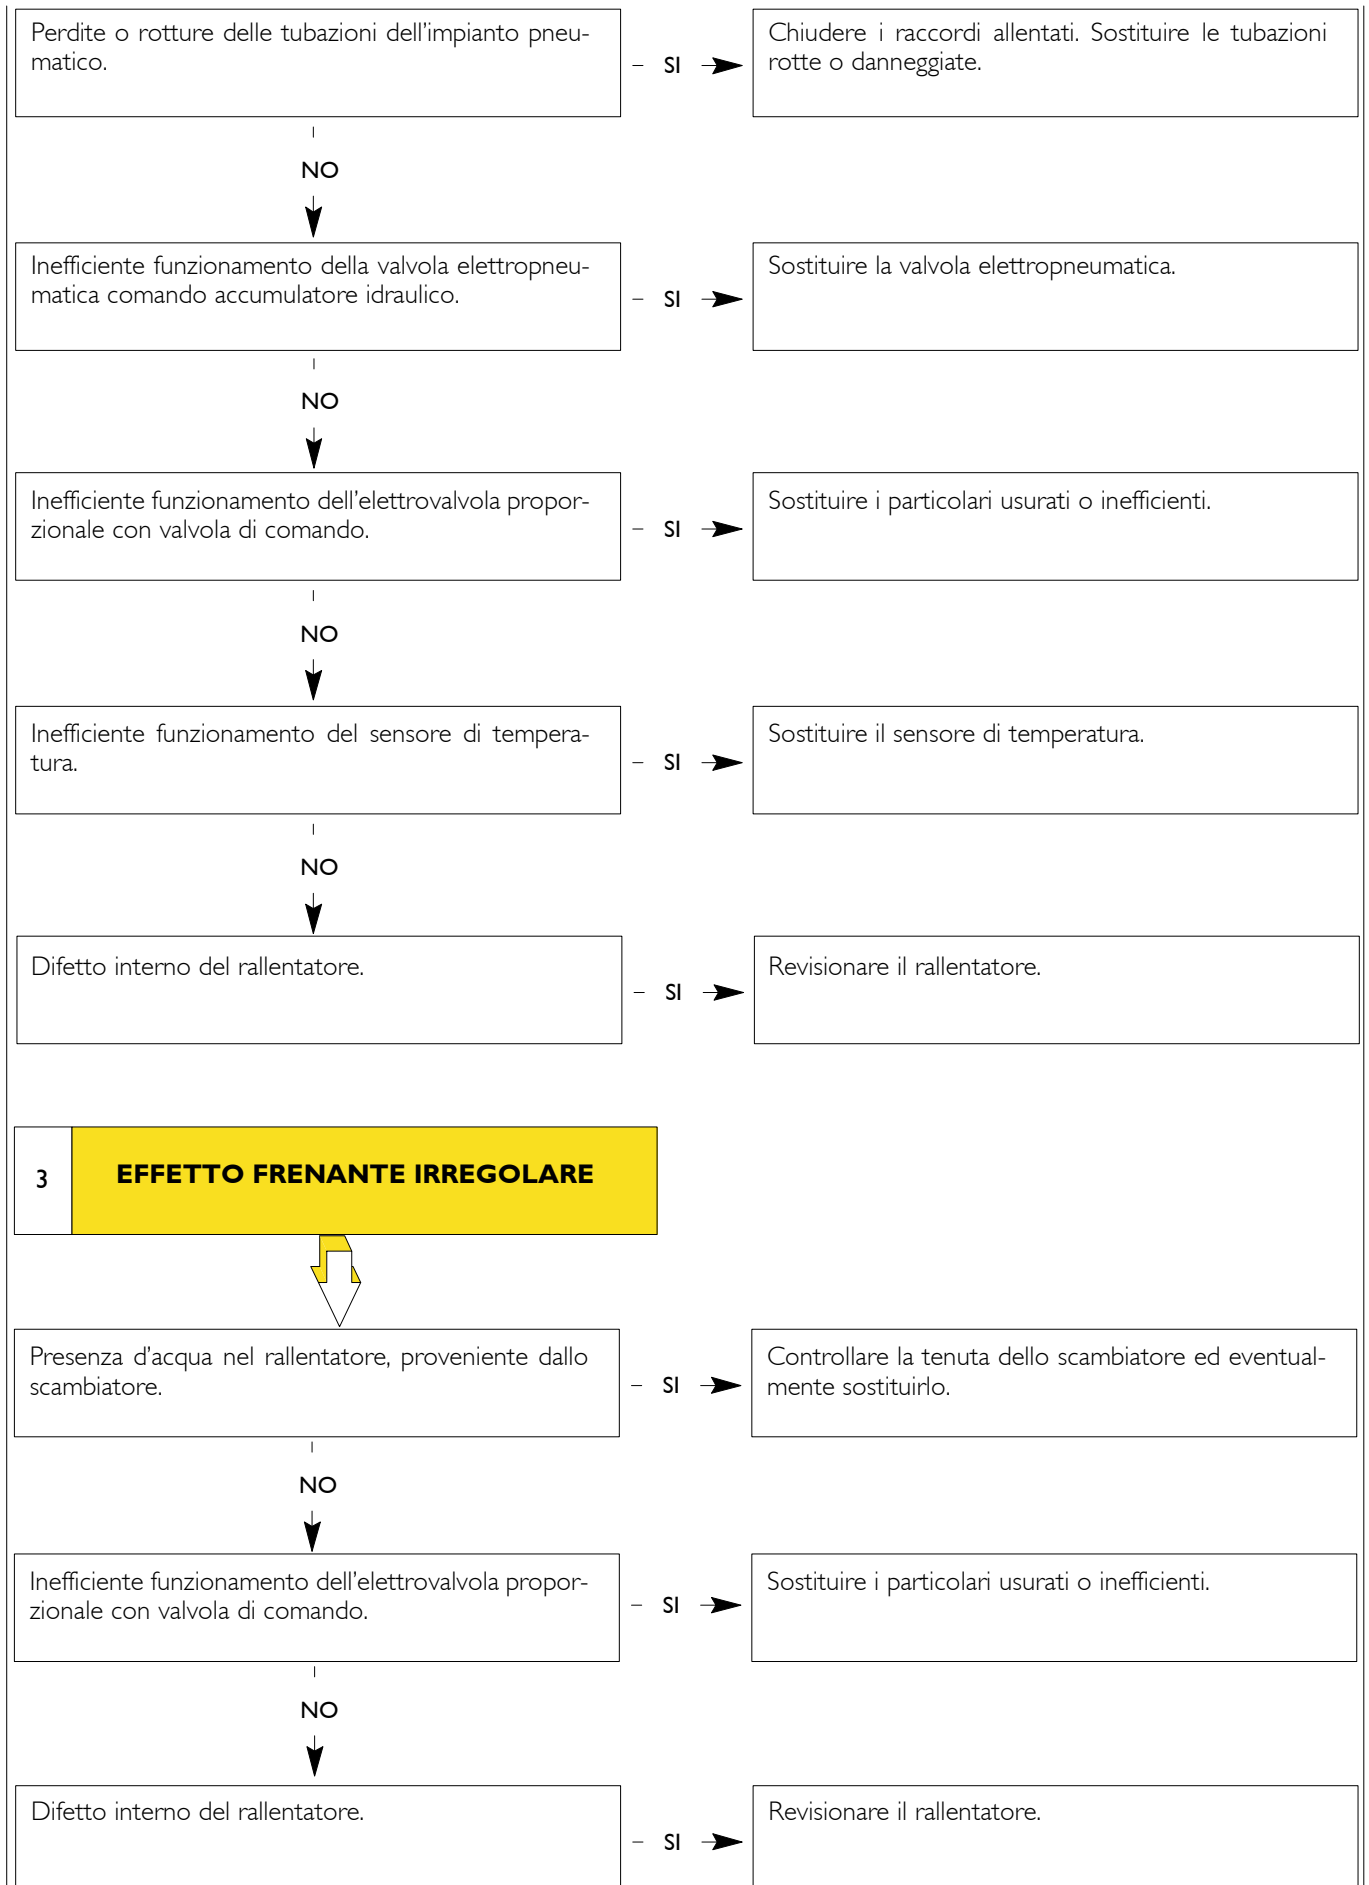 Perdite o rotture delle tubazioni dell'impianto pneu-
matico.
SI
Chiudere i raccordi allentati. Sostituire le tubazioni
rotte o danneggiate.
NO
Inefficiente funzionamento della valvola elettropneu-
matica comando accumulatore idraulico.
SI
Sostituire la valvola elettropneumatica.
NO
Inefficiente funzionamento dell'elettrovalvola propor-
zionale con valvola di comando.
SI
Sostituire i particolari usurati o inefficienti.
NO
Inefficiente funzionamento del sensore di tempera-
tura.
SI
Sostituire il sensore di temperatura.
NO
Difetto interno del rallentatore.
SI
Revisionare il rallentatore.
3
EFFETTO FRENANTE IRREGOLARE
Presenza d'acqua nel rallentatore, proveniente dallo
scambiatore.
SI
Controllare la tenuta dello scambiatore ed eventual-
mente sostituirlo.
NO
Inefficiente funzionamento dell'elettrovalvola propor-
zionale con valvola di comando.
SI
Sostituire i particolari usurati o inefficienti.
NO
Difetto interno del rallentatore.
SI
Revisionare il rallentatore.